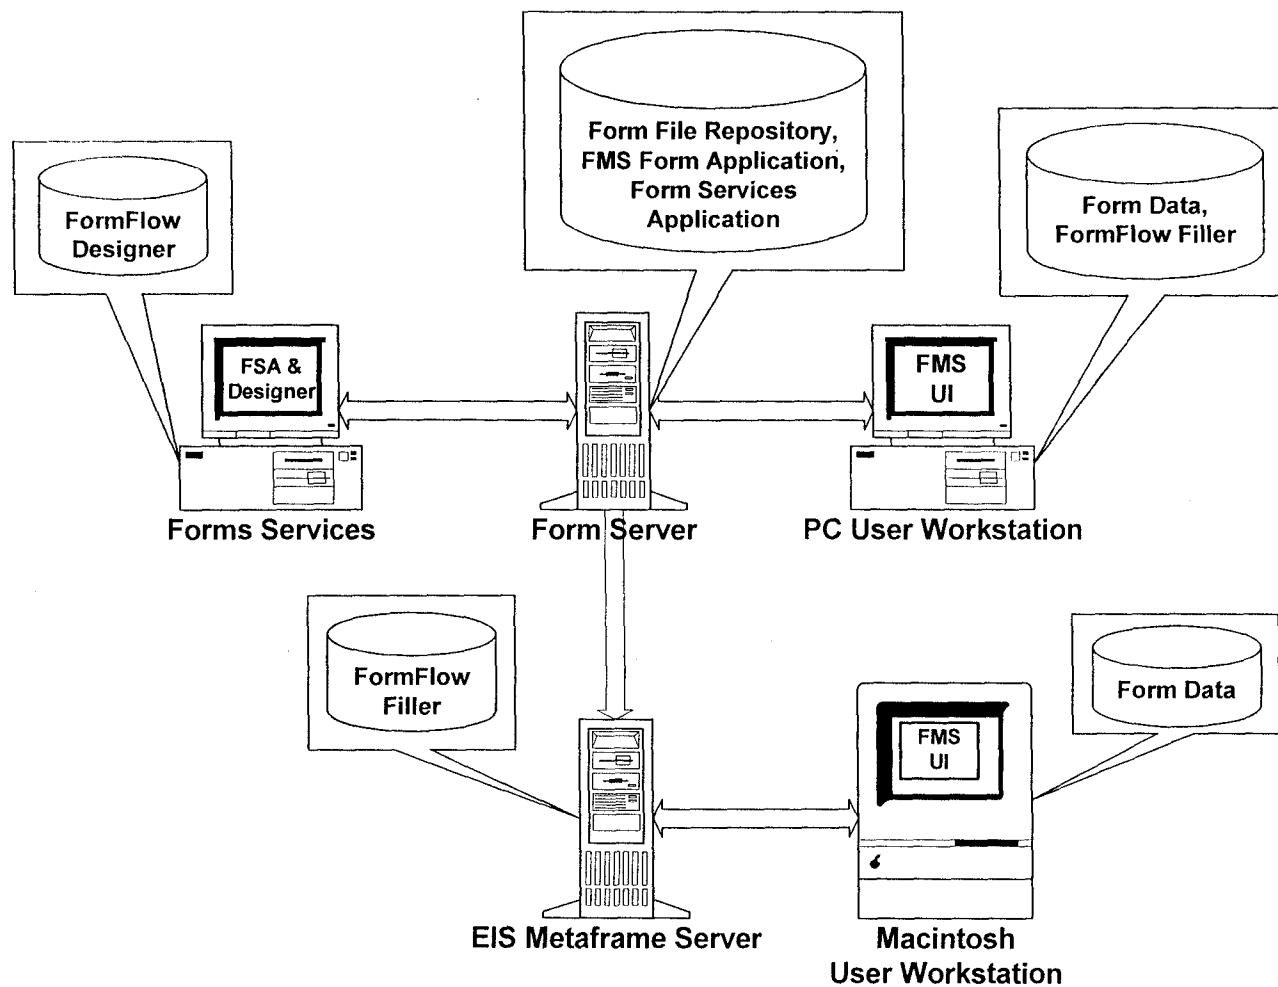 Form File Repository,
FMS Form Application,
Form Services
Application
FormFlow
Designer
Form Data,
FormFlow Filler
FSA &
Designer
FMS
UI
Forms Services
Form Server
PC User Workstation
FormFlow
Filler
Form Data
FMS
UI
EIS Metaframe Server
Macintosh
User Workstation